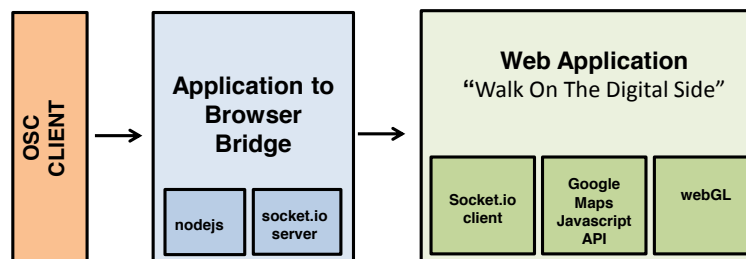 OSC
CLIENT
Application to
Browser
Bridge
nodejs
socket.io
server
Web Application
“Walk On The Digital Side”
Socket.io
client
Google
Maps
Javascript
API
webGL